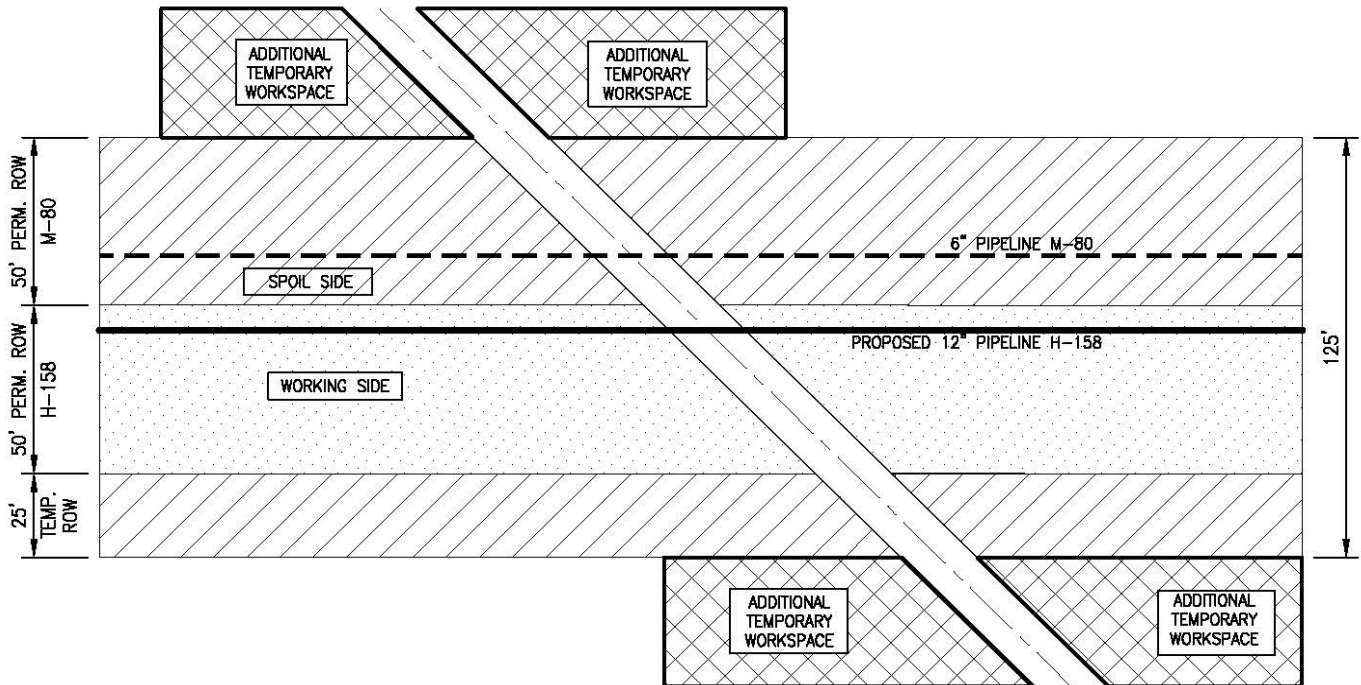 ADDITIONAL
TEMPORARY
WORKSPACE
ADDITIONAL
TEMPORARY
WORKSPACE
50' PERM. ROW
M-80
6" PIPELINE M-80
SPOIL SIDE
PROPOSED 12" PIPELINE H-158
50' PERM. ROW
H-158
WORKING SIDE
125'
25'
TEMP.
ROW
ADDITIONAL
TEMPORARY
WORKSPACE
ADDITIONAL
TEMPORARY
WORKSPACE